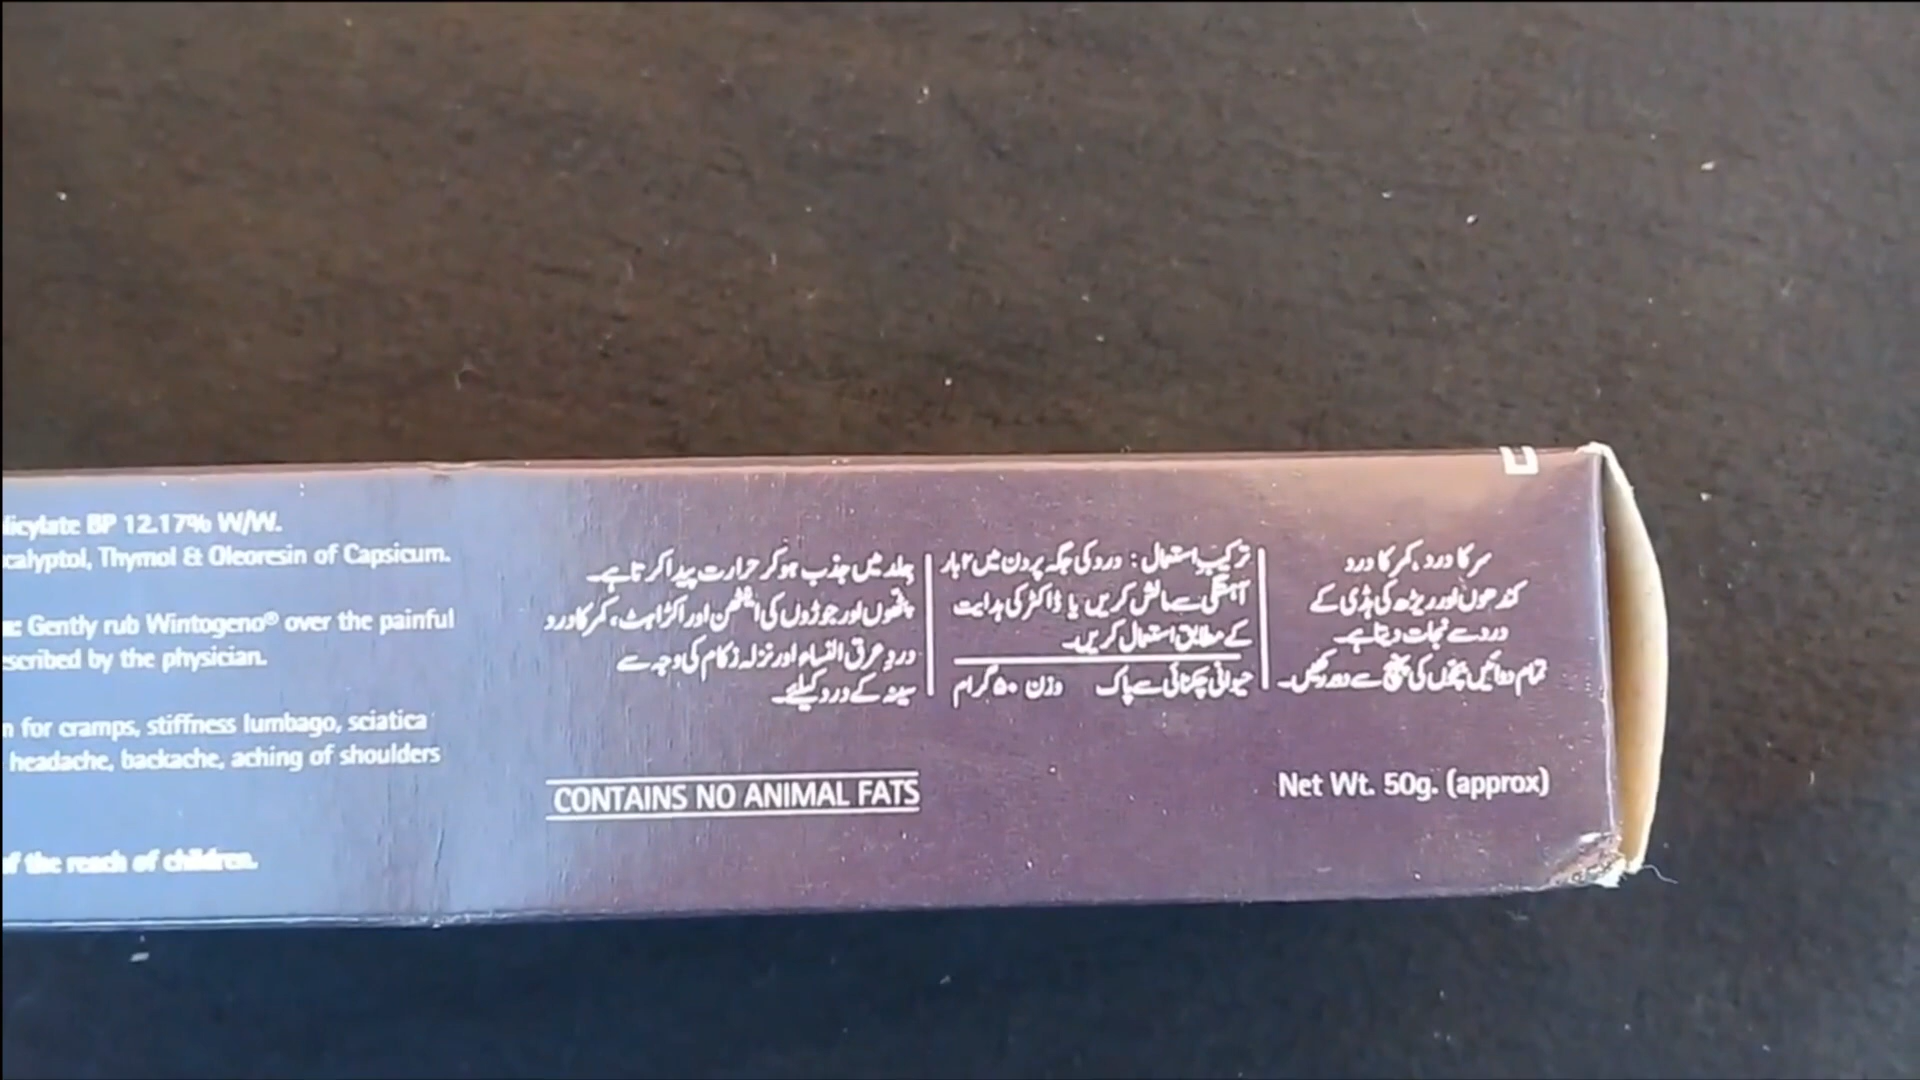 licylate BP 12.17% W/W.
calyptol, Thymol & Oleoresin of Capsicum.
Gently rub Wintogeno® over the painful
scribed by the physician.
n for cramps, stiffness lumbago, sciatica
headache, backache, aching of shoulders
of the reach of children.
جلد میں جذب ہو کر حرارت پیدا کرتا ہے۔
پٹھوں اور جوڑوں کی اینٹھن اور اکڑاہٹ، کمر کا درد
دردِ عرق النساء اور نزلہ زکام کی وجہ سے
سینہ کے درد کیلئے۔
ترکیبِ استعمال: درد کی جگہ پر دن میں ۲ بار
آہستگی سے مالش کریں یا ڈاکٹر کی ہدایت
کے مطابق استعمال کریں۔
حیوانی چکنائی سے پاک وزن ۵۰ گرام
سر کا درد، کمر کا درد
کندھوں اور ریڑھ کی ہڈی کے
درد سے نجات دیتا ہے۔
تمام دوائیں بچّوں کی پہنچ سے دور رکھیں۔
CONTAINS NO ANIMAL FATS
Net Wt. 50g. (approx)